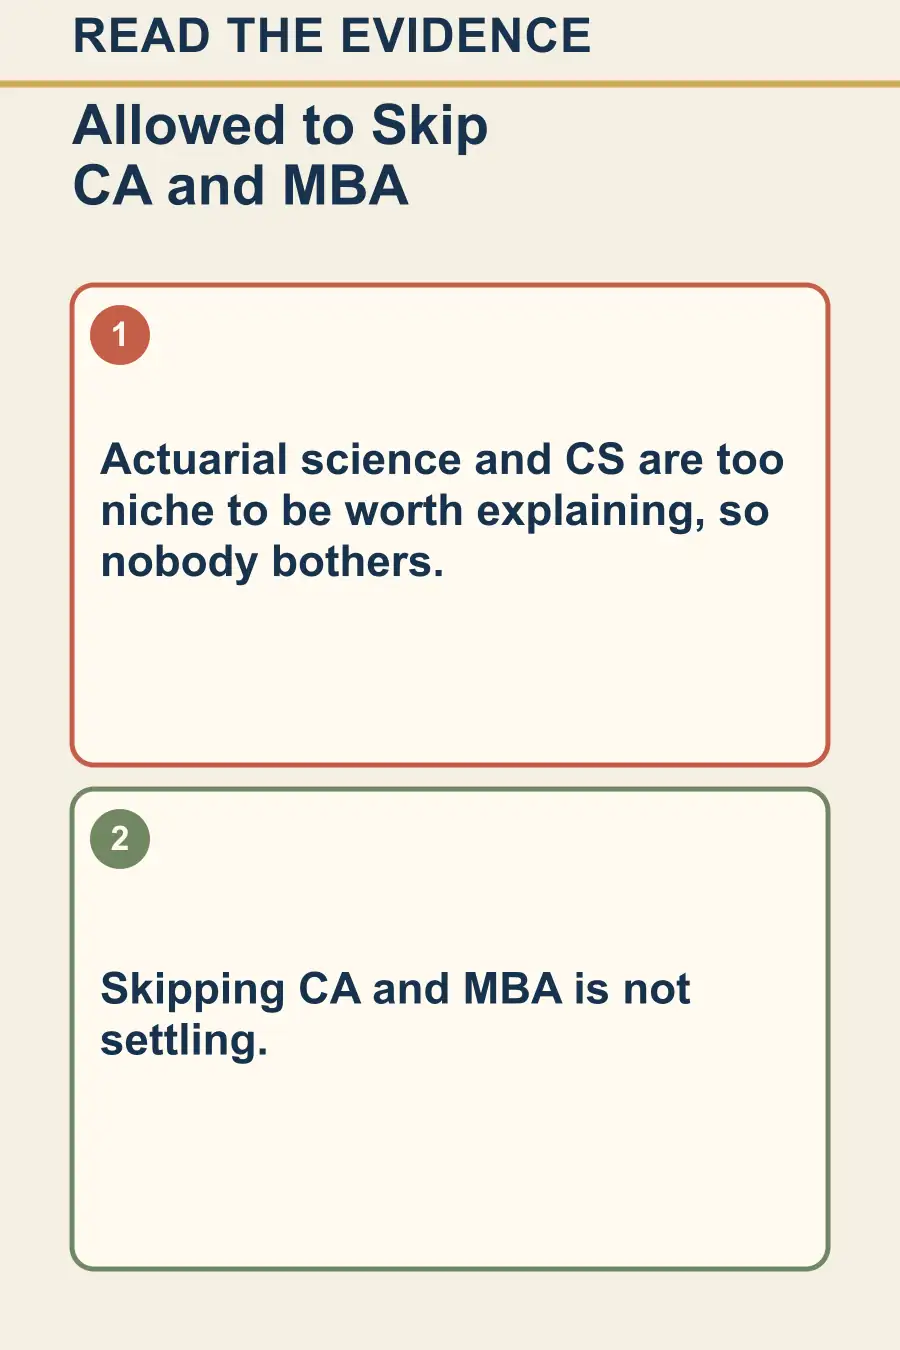 READ THE EVIDENCE
Allowed to Skip
CA and MBA
1
Actuarial science and CS are too
niche to be worth explaining, so
nobody bothers.
2
Skipping CA and MBA is not
settling.